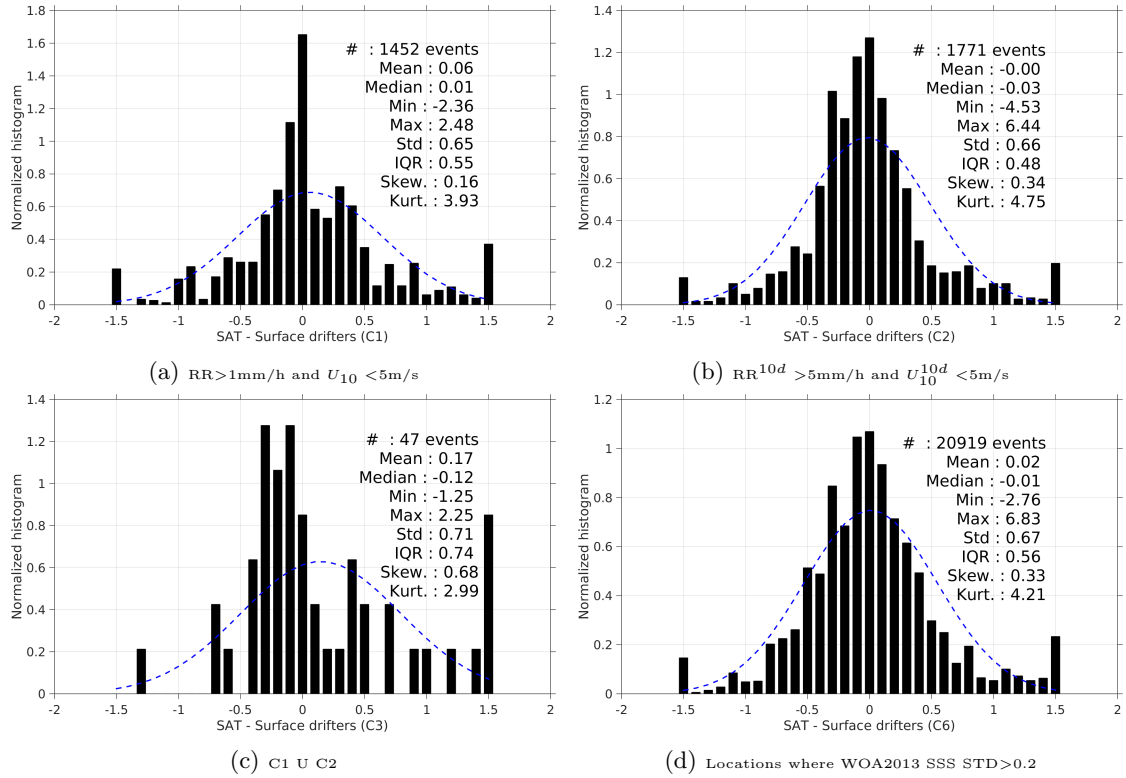 1.8
1.6
1.4
1.2
1
0.8
0.6
0.4
0.2
0
-2
-1.5
-1
-0.5
0
0.5
1
1.5
2
Normalized histogram
SAT - Surface drifters (C1)
# : 1452 events
Mean : 0.06
Median : 0.01
Min : -2.36
Max : 2.48
Std : 0.65
IQR : 0.55
Skew. : 0.16
Kurt. : 3.93
(a) RR>1mm/h and U10 <5m/s
1.4
1.2
1
0.8
0.6
0.4
0.2
0
-2
-1.5
-1
-0.5
0
0.5
1
1.5
2
Normalized histogram
SAT - Surface drifters (C2)
# : 1771 events
Mean : -0.00
Median : -0.03
Min : -4.53
Max : 6.44
Std : 0.66
IQR : 0.48
Skew. : 0.34
Kurt. : 4.75
(b) RR10d >5mm/h and U10d10 <5m/s
1.4
1.2
1
0.8
0.6
0.4
0.2
0
-2
-1.5
-1
-0.5
0
0.5
1
1.5
2
Normalized histogram
SAT - Surface drifters (C3)
# : 47 events
Mean : 0.17
Median : -0.12
Min : -1.25
Max : 2.25
Std : 0.71
IQR : 0.74
Skew. : 0.68
Kurt. : 2.99
(c) C1 U C2
1.2
1
0.8
0.6
0.4
0.2
0
-2
-1.5
-1
-0.5
0
0.5
1
1.5
2
Normalized histogram
SAT - Surface drifters (C6)
# : 20919 events
Mean : 0.02
Median : -0.01
Min : -2.76
Max : 6.83
Std : 0.67
IQR : 0.56
Skew. : 0.33
Kurt. : 4.21
(d) Locations where WOA2013 SSS STD>0.2